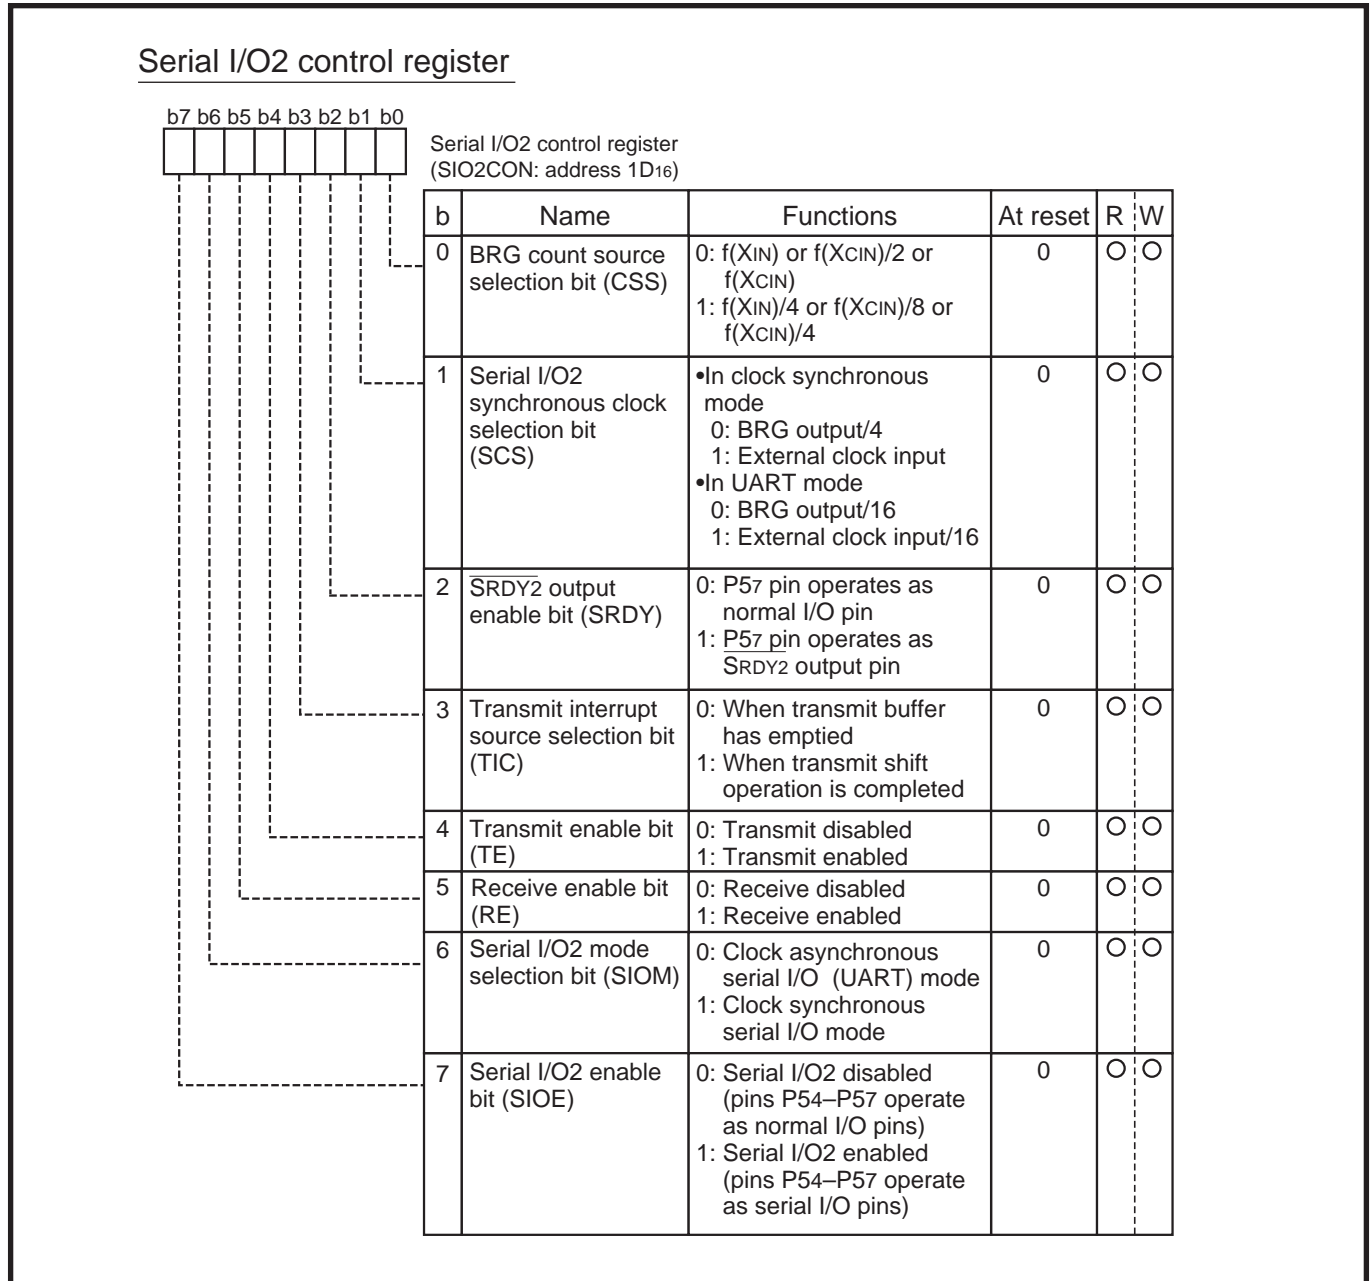 Serial I/O2 control register
b7 b6 b5 b4 b3 b2 b1 b0
Serial I/O2 control register
(SIO2CON: address 1D16)
b Name Functions At reset R W
0 BRG count source selection bit (CSS)
0: f(XIN) or f(XCIN)/2 or
f(XCIN)
1: f(XIN)/4 or f(XCIN)/8 or
f(XCIN)/4
0 O O
1 Serial I/O2
synchronous clock
selection bit
(SCS)
•In clock synchronous
mode
0: BRG output/4
1: External clock input
•In UART mode
0: BRG output/16
1: External clock input/16
0 O O
2 SRDY2 output
enable bit (SRDY)
0: P57 pin operates as
normal I/O pin
1: P57 pin operates as
SRDY2 output pin
0 O O
3 Transmit interrupt
source selection bit
(TIC)
0: When transmit buffer
has emptied
1: When transmit shift
operation is completed
0 O O
4 Transmit enable bit
(TE)
0: Transmit disabled
1: Transmit enabled
0 O O
5 Receive enable bit
(RE)
0: Receive disabled
1: Receive enabled
0 O O
6 Serial I/O2 mode
selection bit (SIOM)
0: Clock asynchronous
serial I/O (UART) mode
1: Clock synchronous
serial I/O mode
0 O O
7 Serial I/O2 enable
bit (SIOE)
0: Serial I/O2 disabled
(pins P54–P57 operate
as normal I/O pins)
1: Serial I/O2 enabled
(pins P54–P57 operate
as serial I/O pins)
0 O O